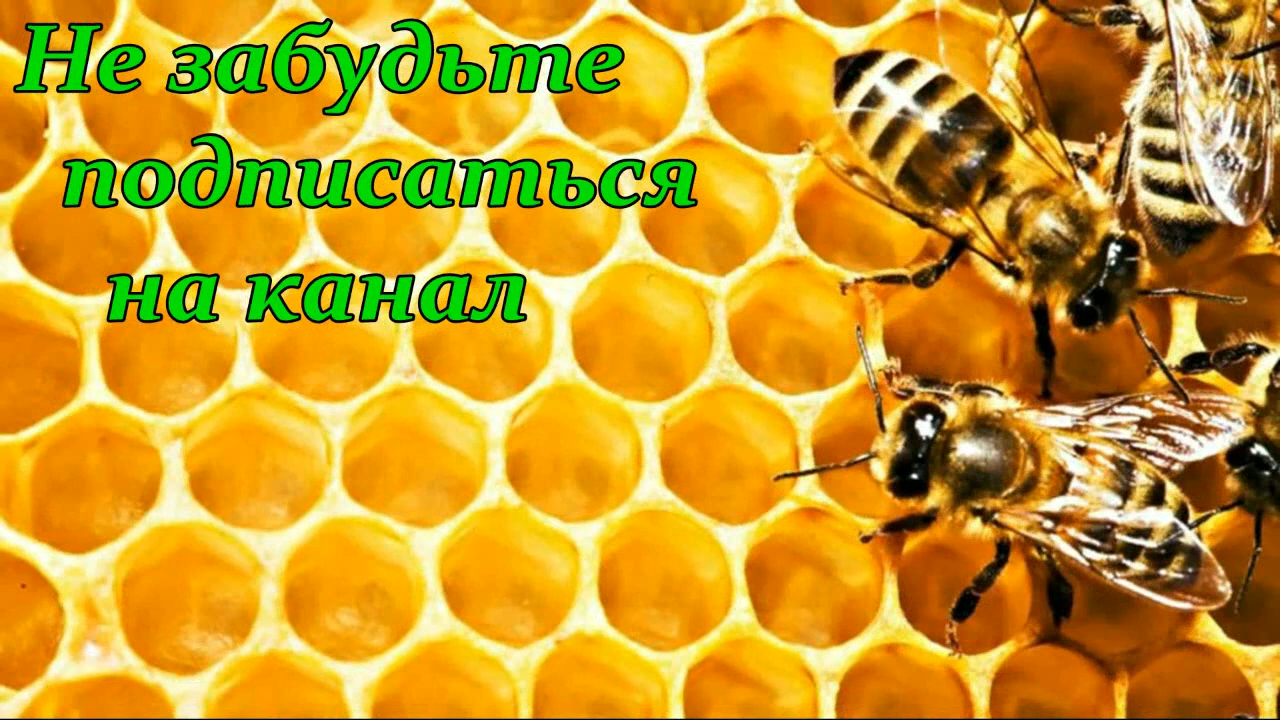 Не забудьте
подписаться
на канал